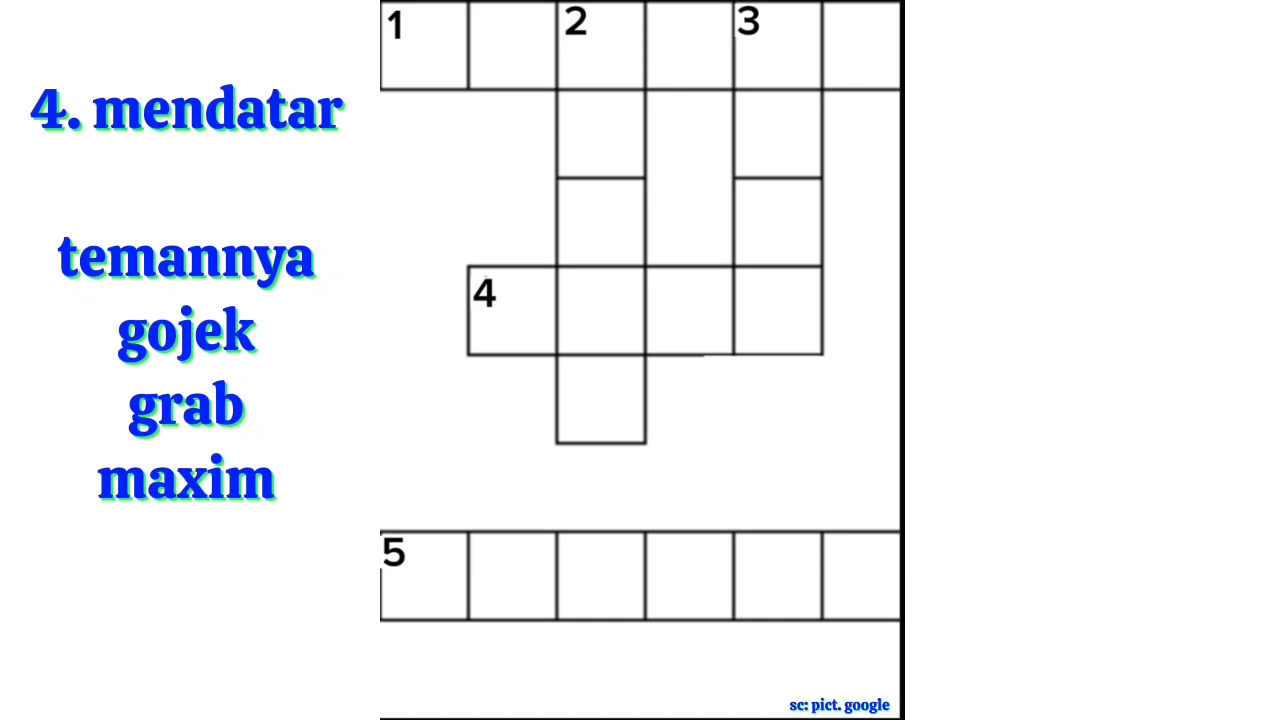 4. mendatar
temannya
gojek
grab
maxim
1 2 3
4
5
sc: pict. google